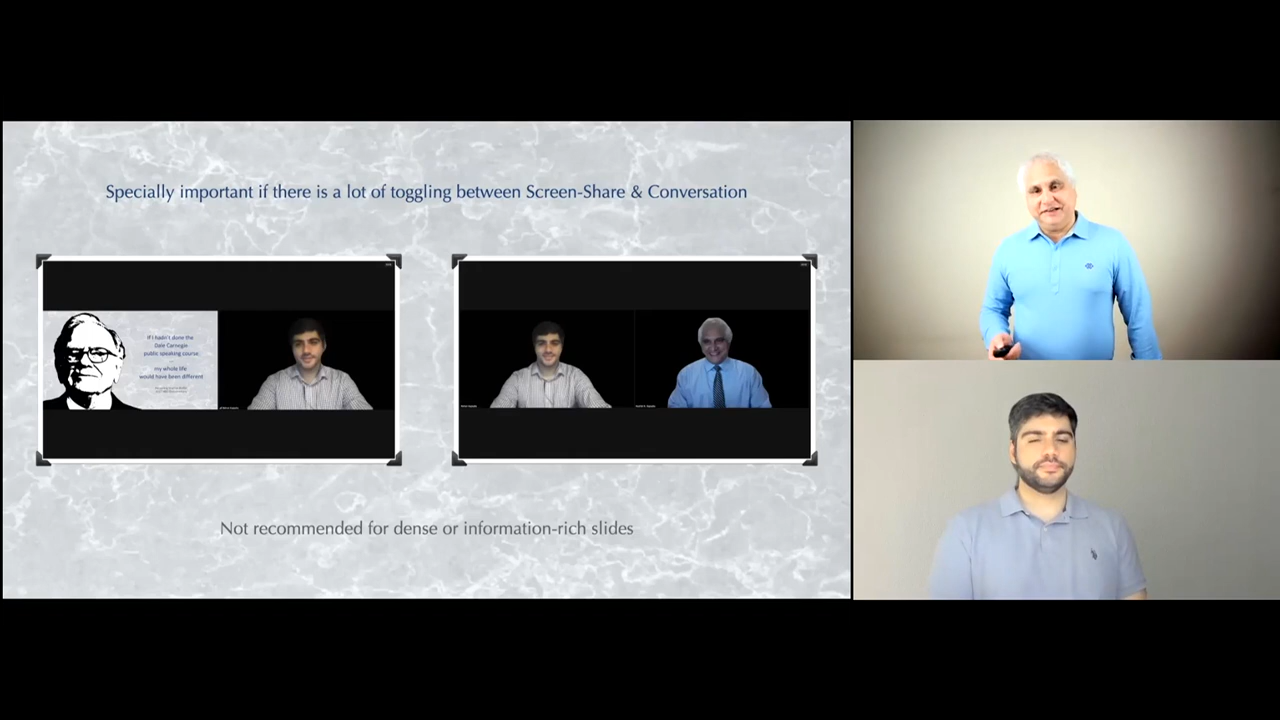 Specially important if there is a lot of toggling between Screen-Share & Conversation
If I hadn't done the
Dale Carnegie
public speaking course
my whole life
would have been different
Not recommended for dense or information-rich slides